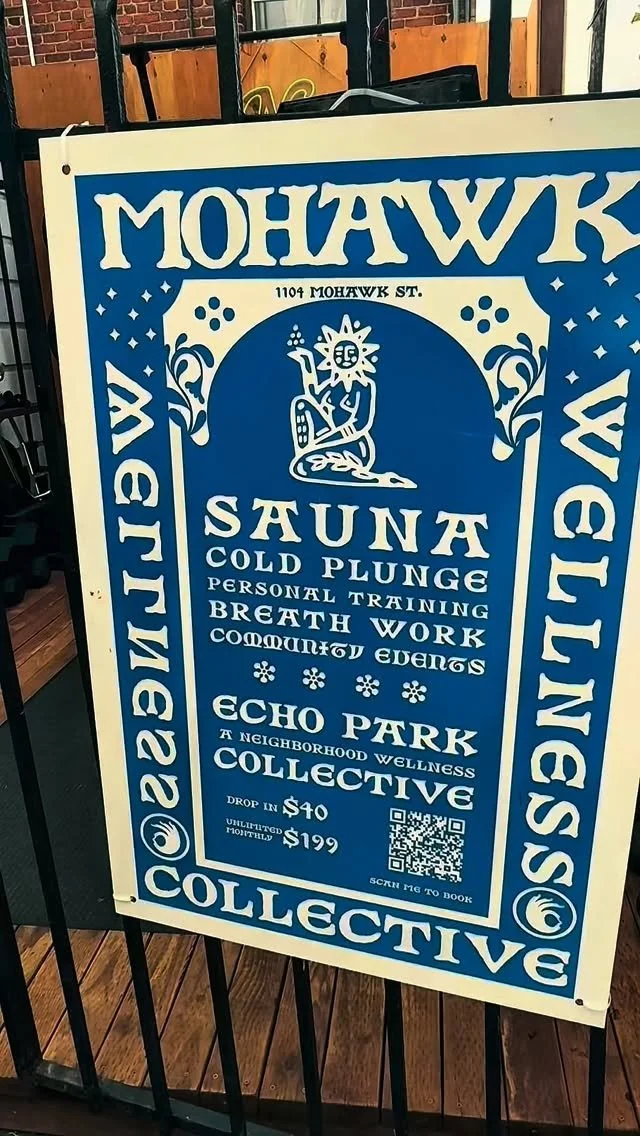 MOHAWK
1104 MOHAWK ST.
WELLNESS
WELLNESS
SAUNA
COLD PLUNGE
PERSONAL TRAINING
BREATH WORK
COMMUNITY EVENTS
ECHO PARK
A NEIGHBORHOOD WELLNESS
COLLECTIVE
DROP IN $40
UNLIMITED MONTHLY $199
SCAN ME TO BOOK
COLLECTIVE